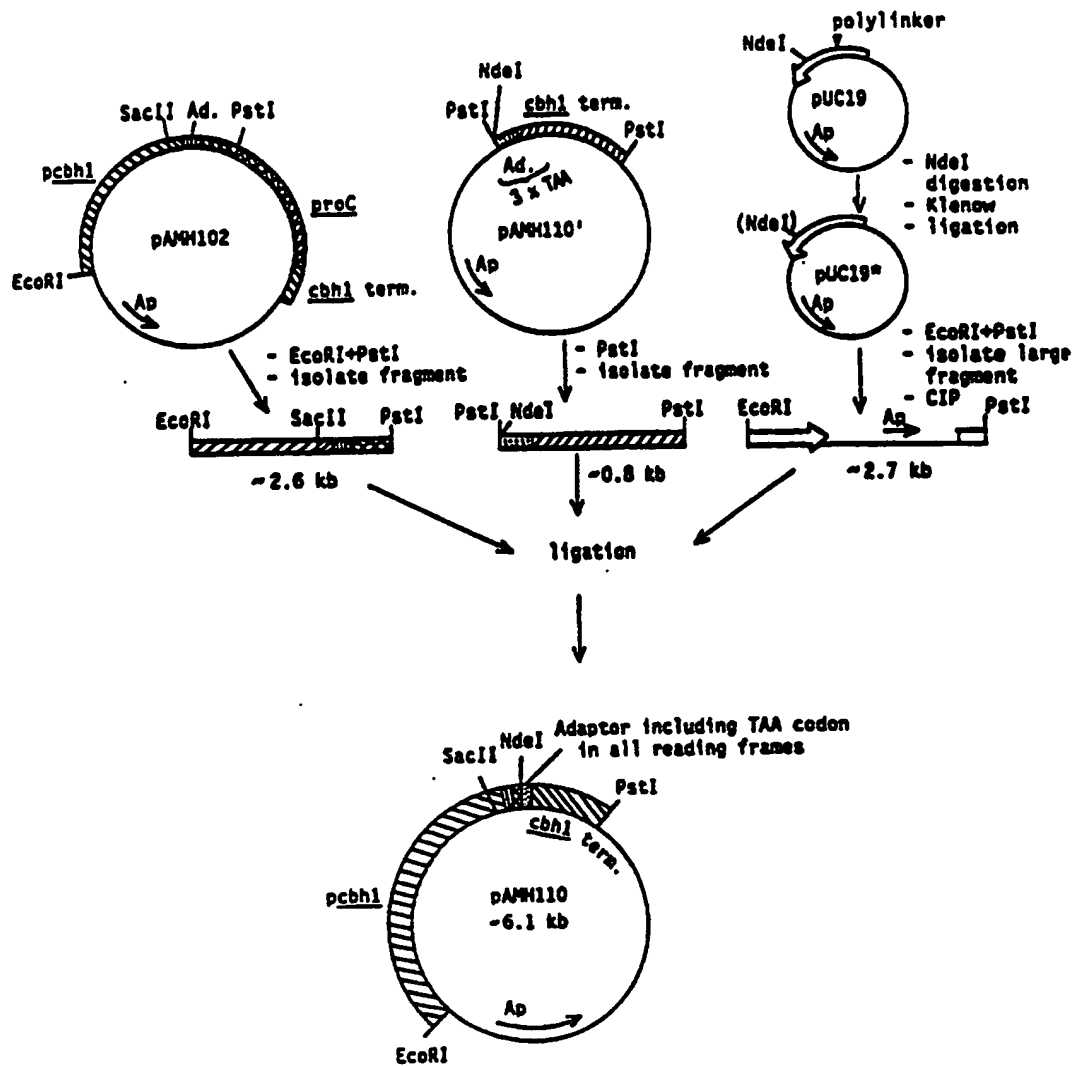 SacII Ad. PstI
pcbh1
proC
pAMH102
EcoRI
Ap
cbh1 term.
- EcoRI+PstI
- isolate fragment
NdeI
PstI
cbh1 term.
PstI
Ad.
3 x TAA
pAMH110'
Ap
- PstI
- isolate fragment
polylinker
NdeI
pUC19
Ap
- NdeI
digestion
- Klenow
- ligation
(NdeI)
pUC19*
Ap
- EcoRI+PstI
- isolate large
fragment
- CIP
EcoRI SacII PstI
~2.6 kb
PstI NdeI PstI
~0.8 kb
EcoRI Ap PstI
~2.7 kb
ligation
SacII NdeI Adaptor including TAA codon
in all reading frames
PstI
cbh1 term.
pcbh1
pAMH110
~6.1 kb
Ap
EcoRI